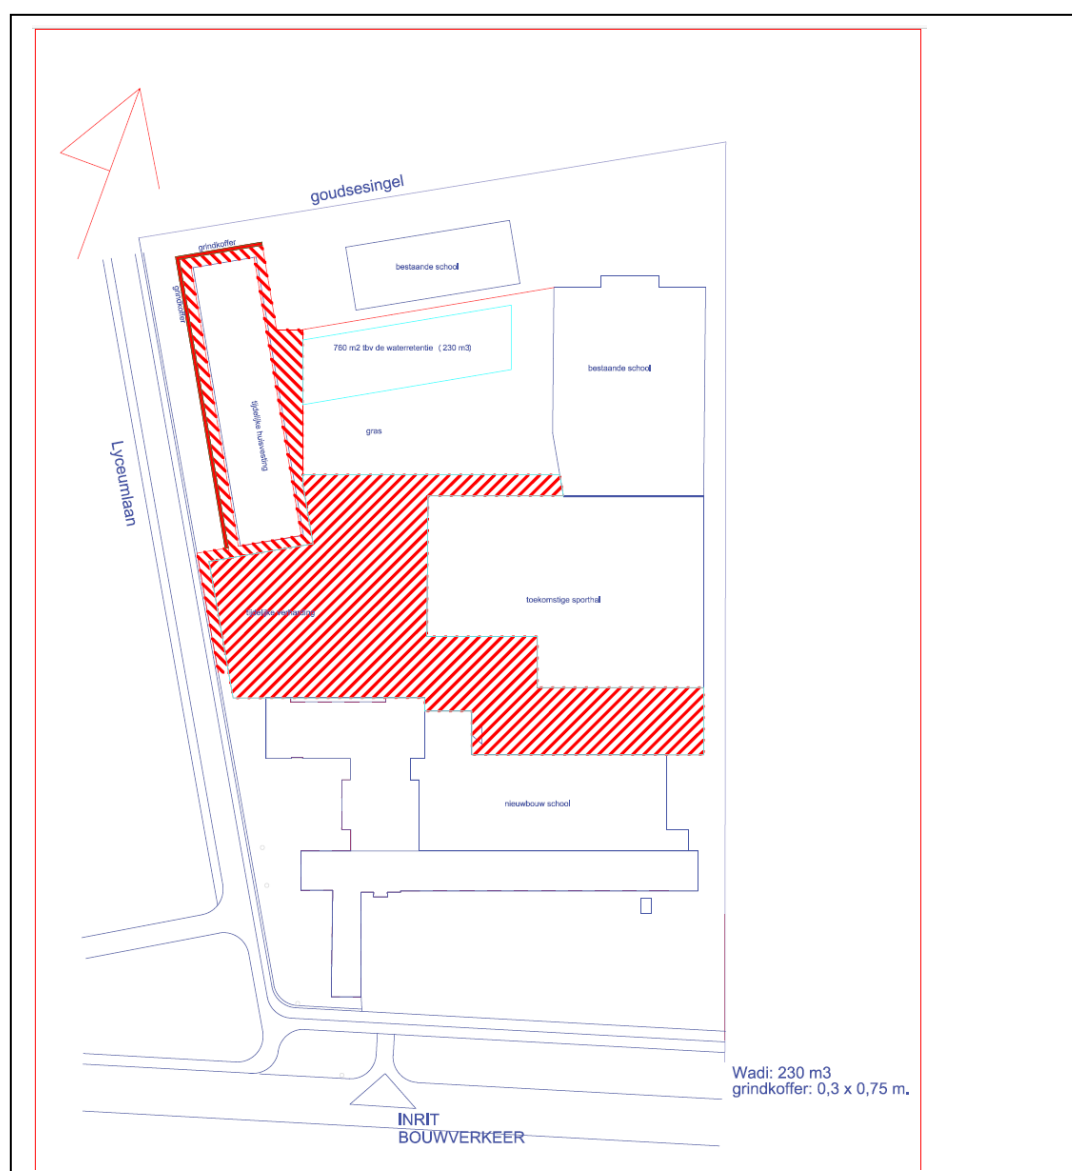 goudsesingel
grindkoffer
bestaande school
grindkoffer
760 m2 tbv de waterretentie ( 230 m3)
bestaande school
tijdelijke huisvesting
gras
Lyceumlaan
toekomstige sporthal
tijdelijke
nieuwbouw school
Wadi: 230 m3
grindkoffer: 0,3 x 0,75 m.
INRIT
BOUWVERKEER